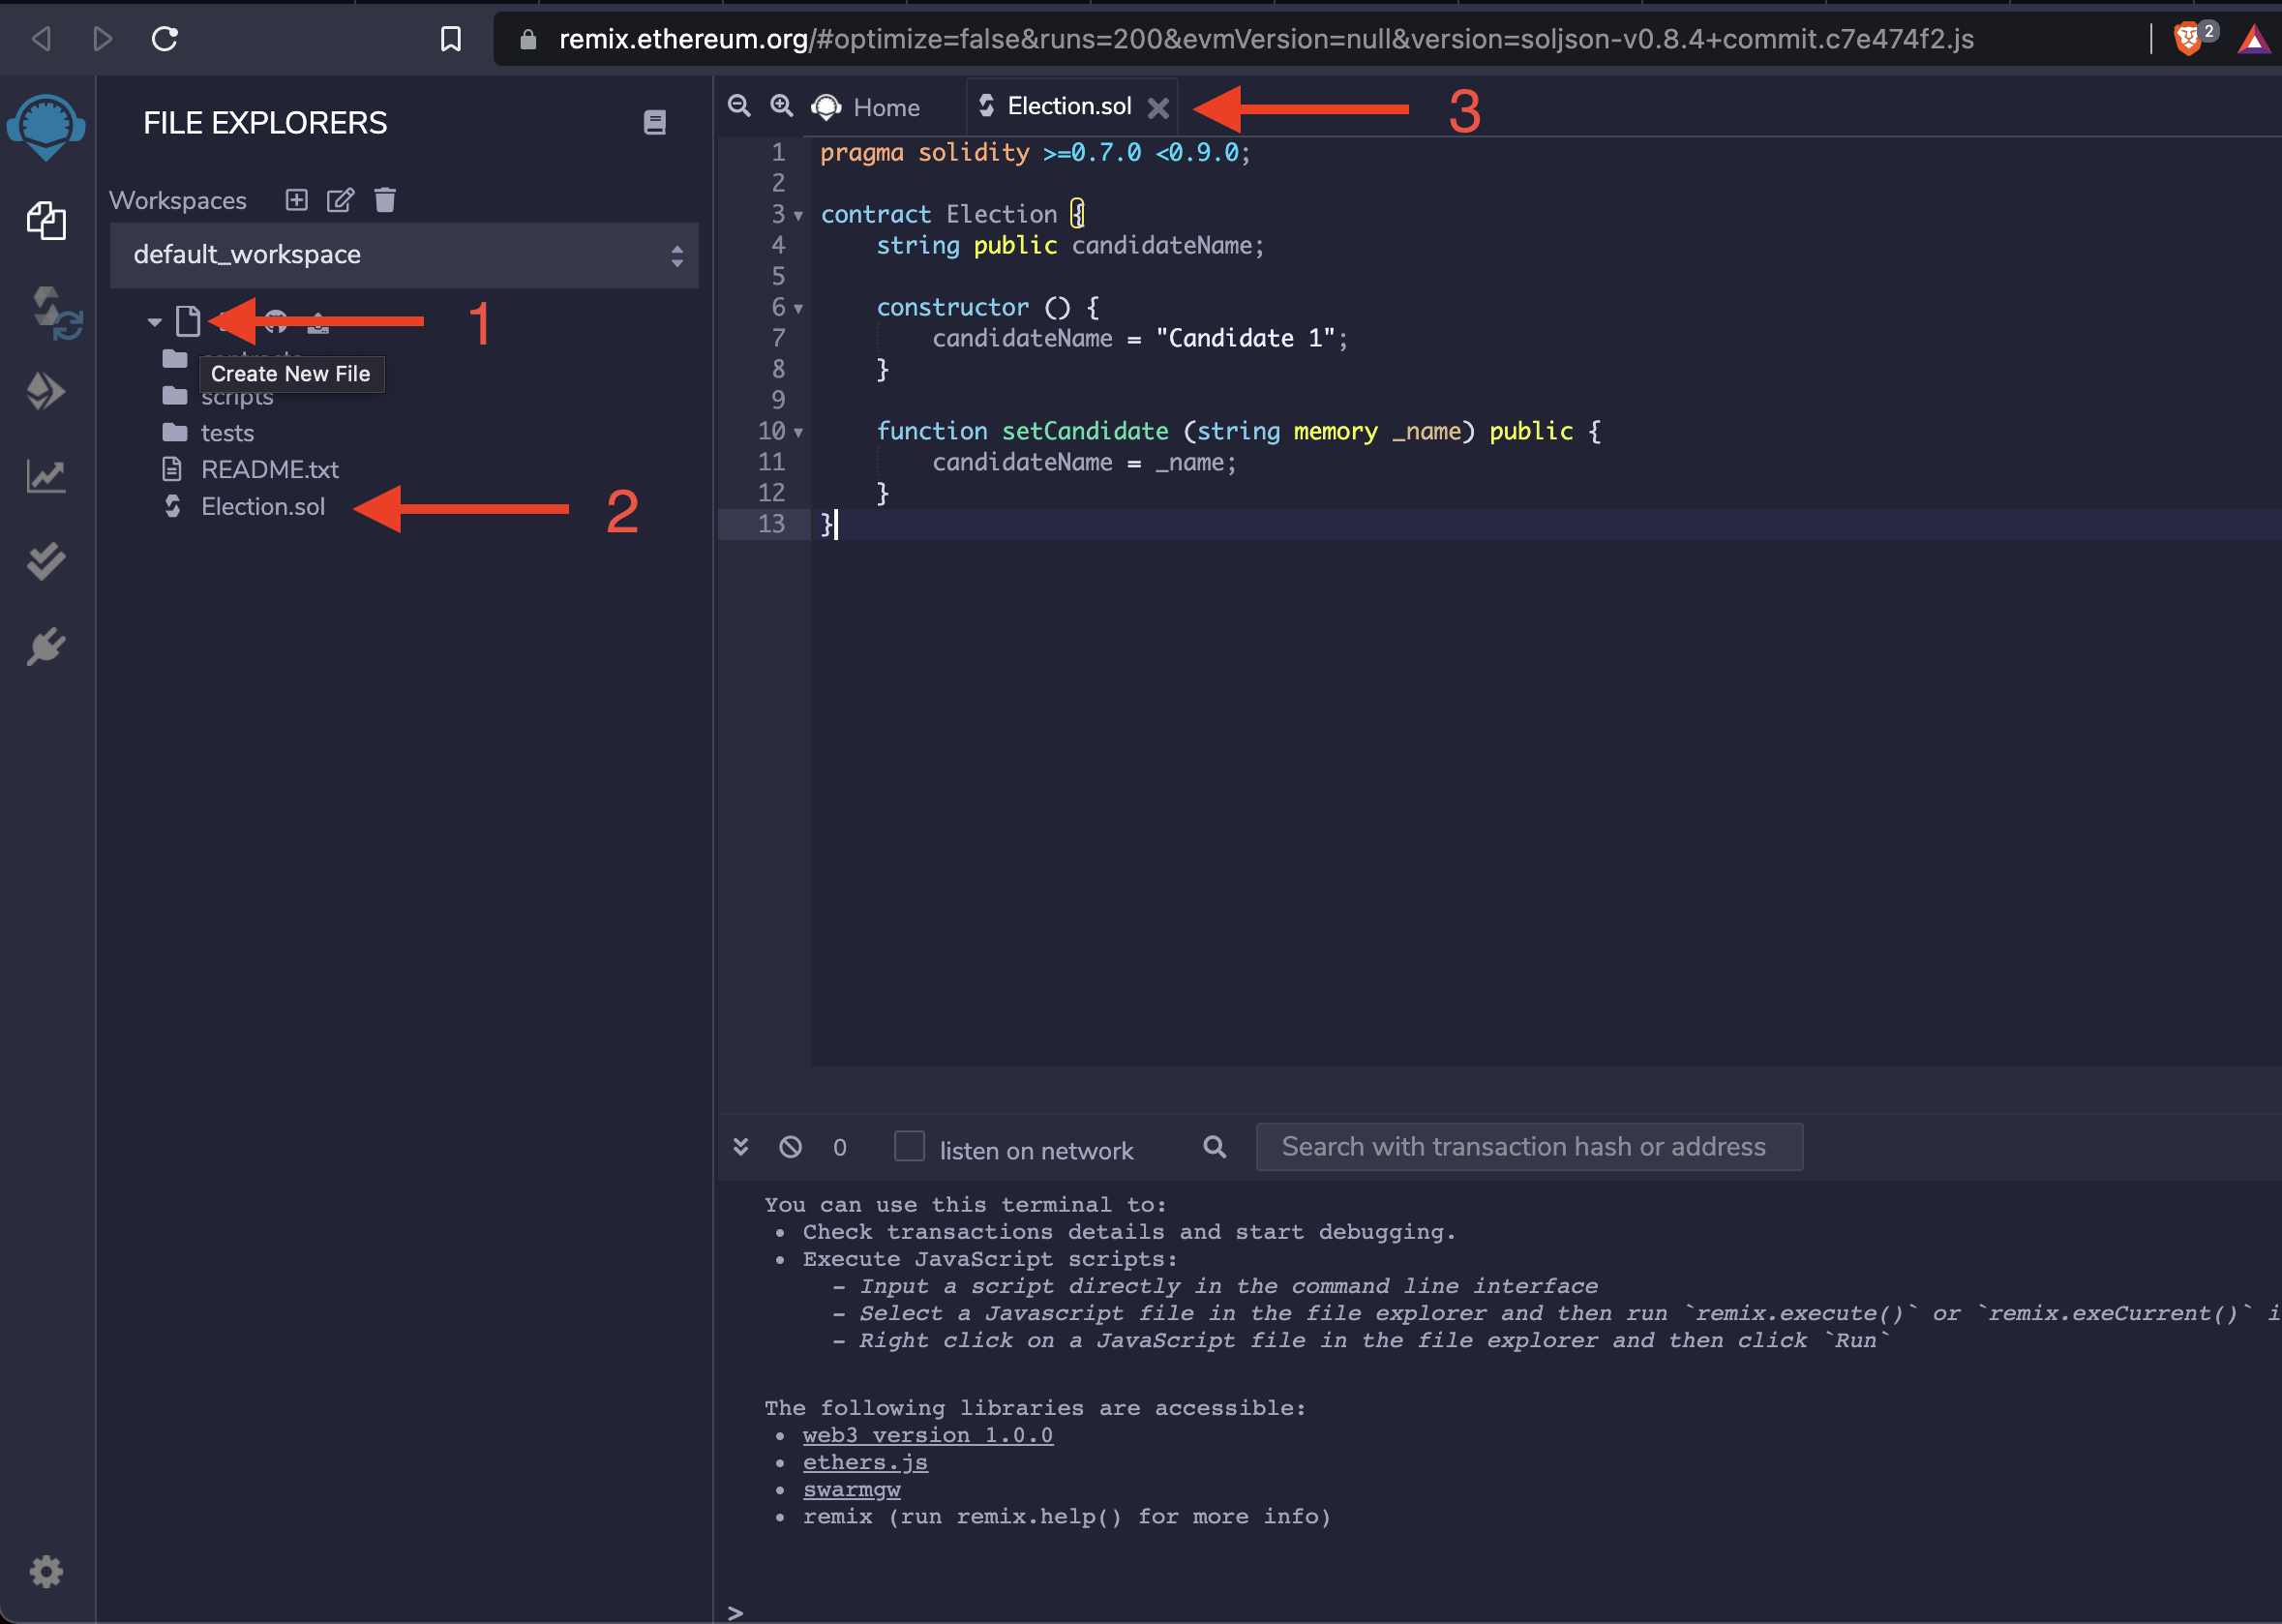 remix.ethereum.org/#optimize=false&runs=200&evmVersion=null&version=soljson-v0.8.4+commit.c7e474f2.js
2
FILE EXPLORERS
Workspaces
default_workspace
1
Create New File
scripts
tests
README.txt
Election.sol
2
Home
Election.sol
3
1 pragma solidity >=0.7.0 <0.9.0;
2
3 contract Election {
4 string public candidateName;
5
6 constructor () {
7 candidateName = "Candidate 1";
8 }
9
10 function setCandidate (string memory _name) public {
11 candidateName = _name;
12 }
13 }
0
listen on network
Search with transaction hash or address
You can use this terminal to:
• Check transactions details and start debugging.
• Execute JavaScript scripts:
- Input a script directly in the command line interface
- Select a Javascript file in the file explorer and then run `remix.execute()` or `remix.exeCurrent()` i
- Right click on a JavaScript file in the file explorer and then click `Run`
The following libraries are accessible:
• web3 version 1.0.0
• ethers.js
• swarmgw
• remix (run remix.help() for more info)
>